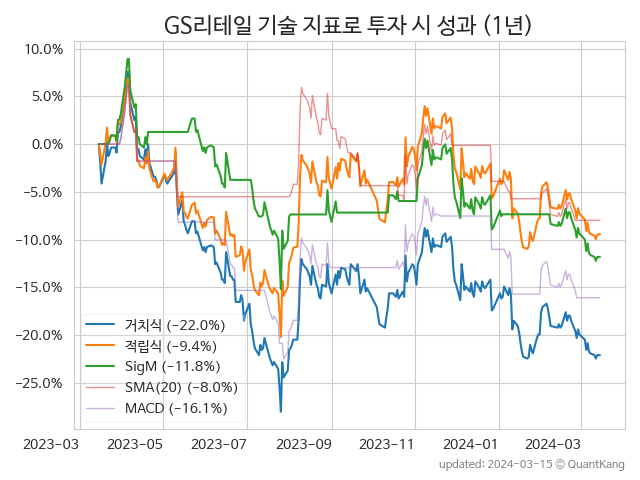 GS리테일 기술 지표로 투자 시 성과 (1년)
10.0%
5.0%
0.0%
−5.0%
−10.0%
−15.0%
−20.0%
−25.0%
거치식 (−22.0%)
적립식 (−9.4%)
SigM (−11.8%)
SMA(20) (−8.0%)
MACD (−16.1%)
2023−03 2023−05 2023−07 2023−09 2023−11 2024−01 2024−03
updated: 2024−03−15 © QuantKang